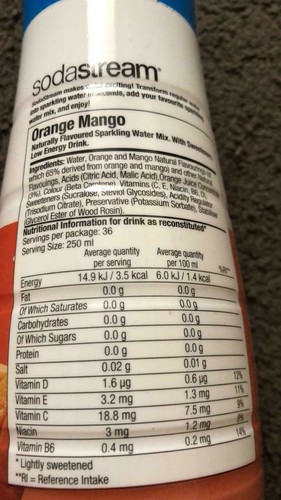 sodastream
SodaStream makes exciting! Transform regular
into sparkling water in seconds, add your favourite
water mix, and enjoy!
Orange Mango
Naturally Flavoured Sparkling Water Mix. With
Low Energy Drink.
Ingredients: Water, Orange and Mango Natural Flavourings
which 65% derived from orange and mango) and other
Flavourings, Acids (Citric Acid, Malic Acid), Orange Juice
3%), Colour (Beta Carotene), Vitamins (C, E, Niacin, B6,
Sweeteners (Sucralose, Steviol Glycosides), Acidity Regulator
(Trisodium Citrate), Preservative (Potassium Sorbate),
(Glycerol Ester of Wood Rosin).
Nutritional Information for drink as reconstituted*
Servings per package: 36
Serving Size: 250 ml
Average quantity per serving Average quantity per 100 ml
Energy 14.9 kJ / 3.5 kcal 6.0 kJ / 1.4 kcal
Fat 0.0 g 0.0 g
Of Which Saturates 0.0 g 0.0 g
Carbohydrates 0.0 g 0.0 g
Of Which Sugars 0.0 g 0.0 g
Protein 0.0 g 0.0 g
Salt 0.02 g 0.01 g
Vitamin D 1.6 µg 0.6 µg 12%
Vitamin E 3.2 mg 1.3 mg 11%
Vitamin C 18.8 mg 7.5 mg 9%
Niacin 3 mg 1.2 mg
Vitamin B6 0.4 mg 0.2 mg 14%
* Lightly sweetened
**RI = Reference Intake